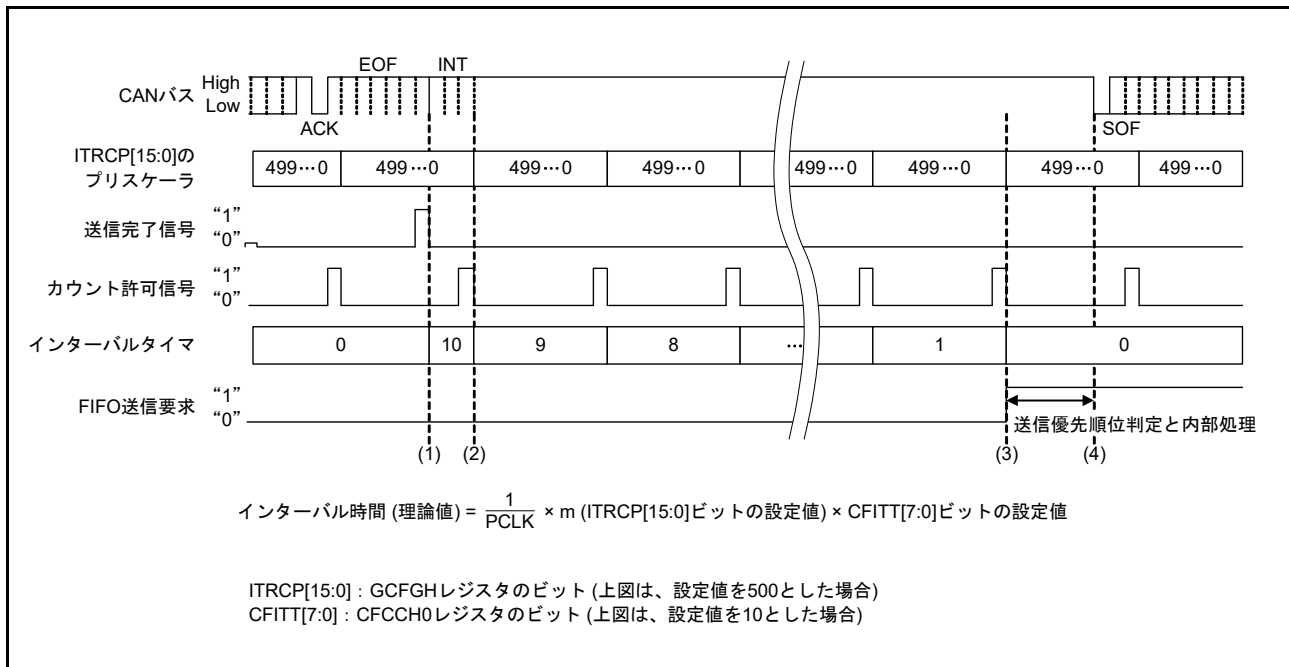 EOF INT
CANバス High
Low
ACK SOF
ITRCP[15:0]の
プリスケーラ
499…0 499…0 499…0 499…0 499…0 499…0 499…0 499…0
送信完了信号 “1”
“0”
カウント許可信号 “1”
“0”
インターバルタイマ 0 10 9 8 … 1 0
FIFO送信要求 “1”
“0”
送信優先順位判定と内部処理
(1) (2) (3) (4)
インターバル時間 (理論値) = 1/PCLK × m (ITRCP[15:0]ビットの設定値) × CFITT[7:0]ビットの設定値
ITRCP[15:0] : GCFGHレジスタのビット (上図は、設定値を500とした場合)
CFITT[7:0] : CFCCH0レジスタのビット (上図は、設定値を10とした場合)